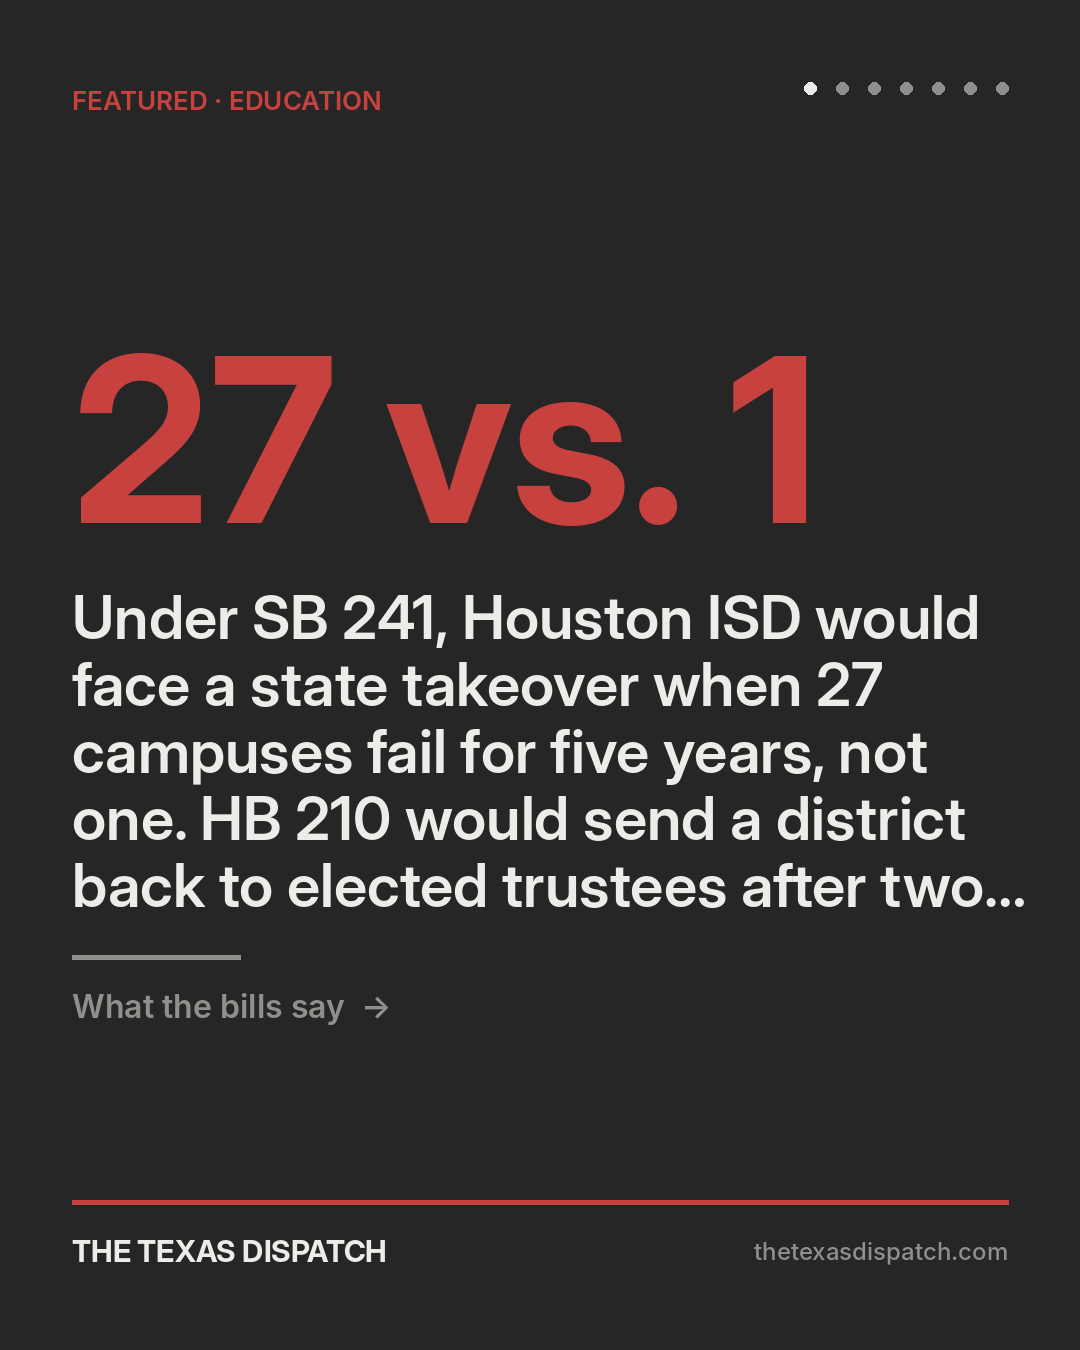 FEATURED · EDUCATION
27 vs. 1
Under SB 241, Houston ISD would
face a state takeover when 27
campuses fail for five years, not
one. HB 210 would send a district
back to elected trustees after two...
What the bills say →
THE TEXAS DISPATCH
thetexasdispatch.com